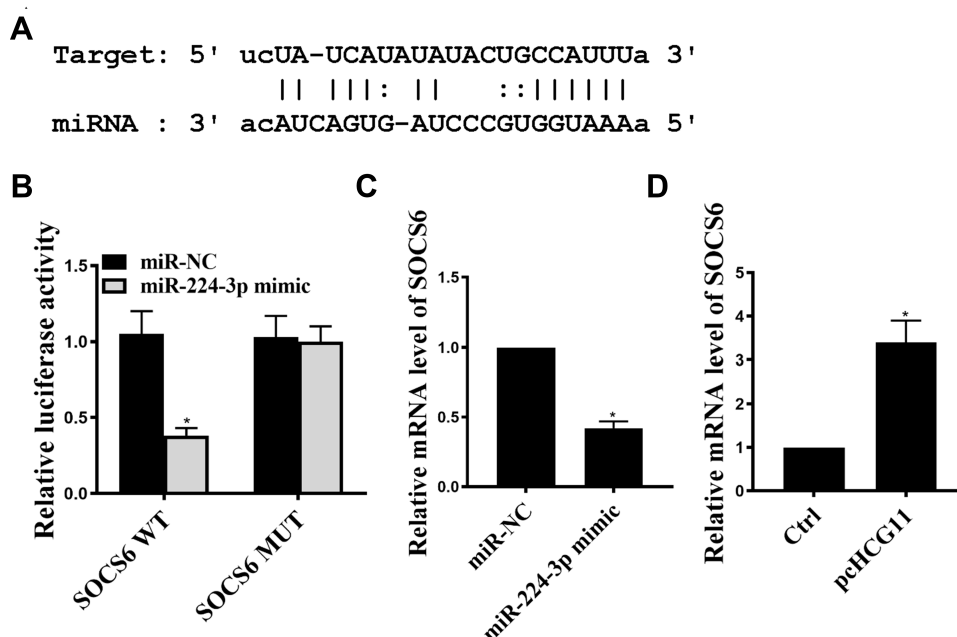 A
Target: 5' ucUA-UCAUAUAUACUGCCAUUUa 3'
|| |||: || ::||||||
miRNA : 3' acAUCAGUG-AUCCCGUGGUAAAa 5'
B
Relative luciferase activity
1.5
1.0
0.5
0.0
miR-NC
miR-224-3p mimic
*
SOCS6 WT
SOCS6 MUT
C
Relative mRNA level of SOCS6
1.5
1.0
0.5
0.0
*
miR-NC
miR-224-3p mimic
D
Relative mRNA level of SOCS6
5
4
3
2
1
0
*
Ctrl
pcHCG11